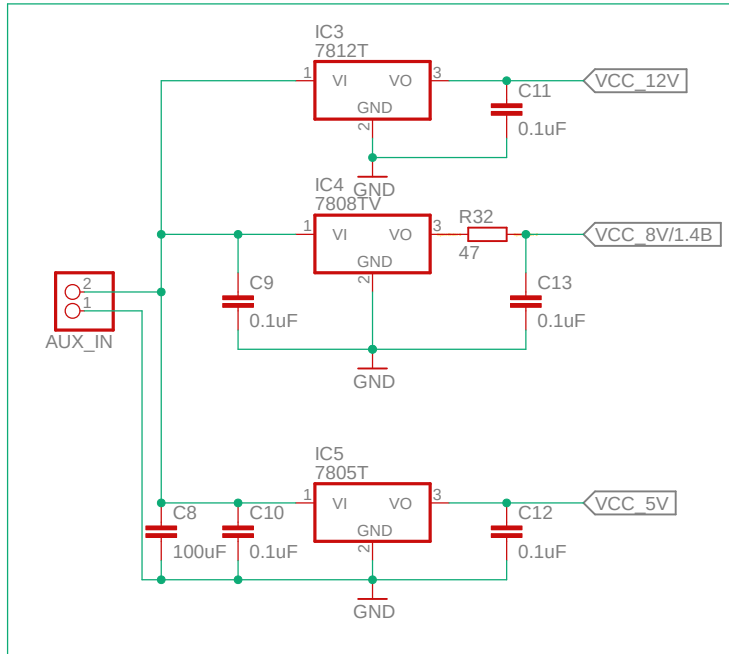 IC3
7812T
1
VI
VO
3
VCC_12V
GND
2
C11
0.1uF
GND
IC4
7808TV
1
VI
VO
3
R32
47
VCC_8V/1.4B
GND
2
C9
0.1uF
C13
0.1uF
2
1
AUX_IN
GND
IC5
7805T
1
VI
VO
3
VCC_5V
GND
2
C8
100uF
C10
0.1uF
C12
0.1uF
GND